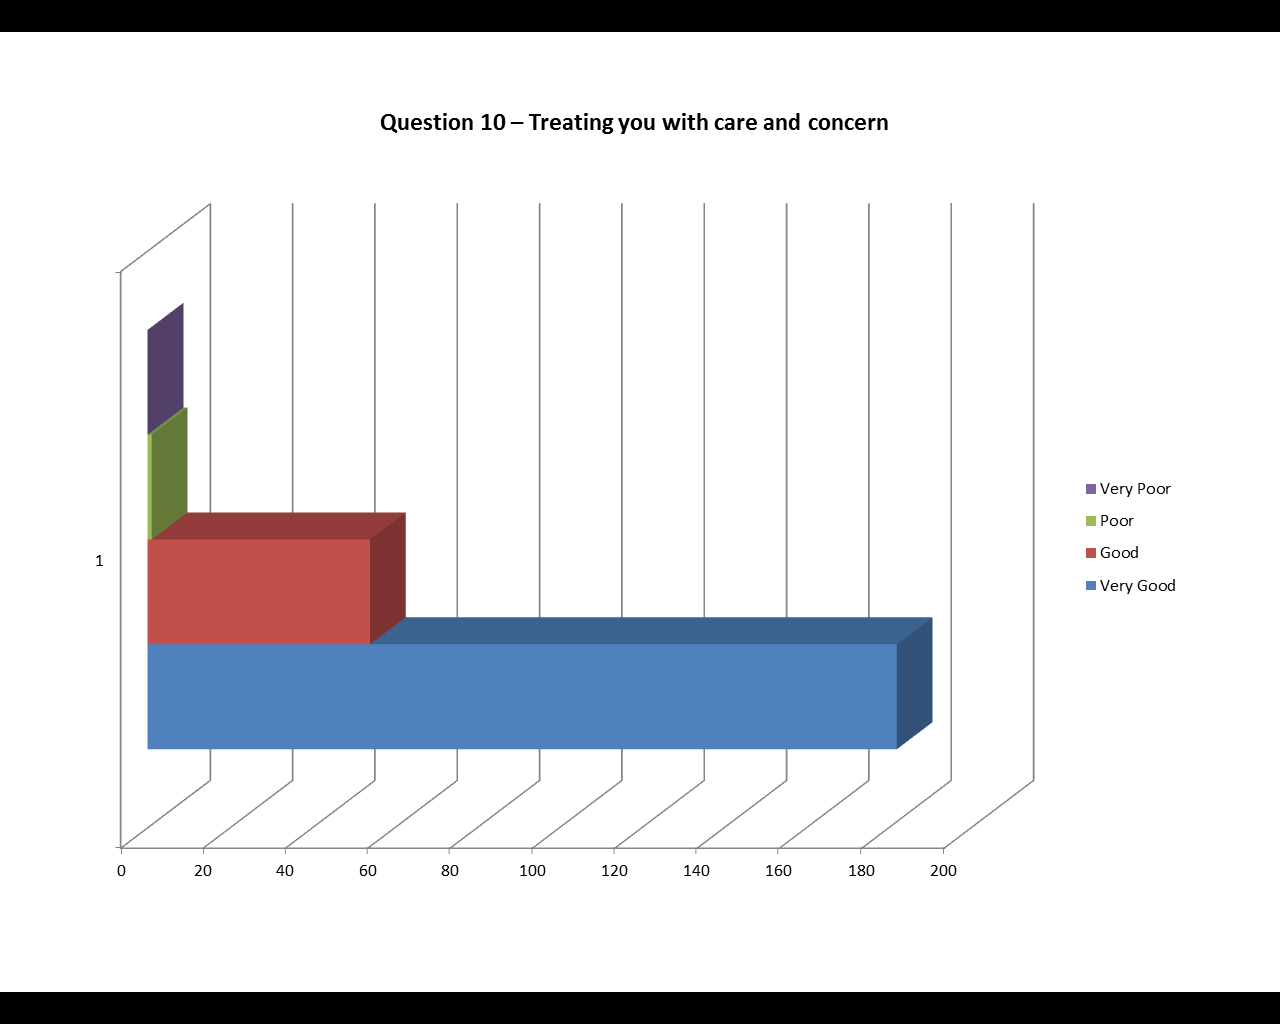 Question 10 – Treating you with care and concern
Very Poor
Poor
Good
Very Good
1
0 20 40 60 80 100 120 140 160 180 200